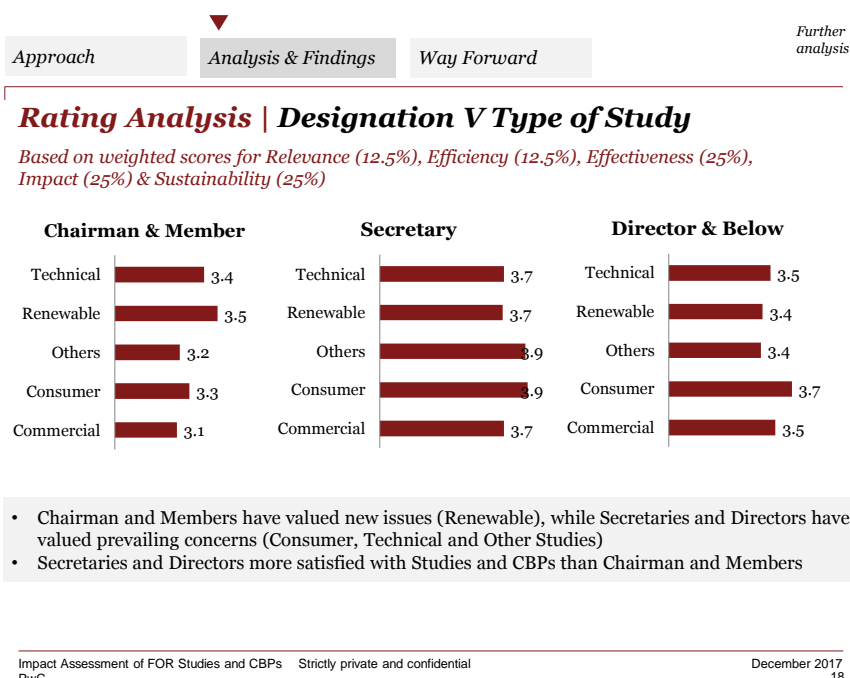 Further
analysis
Approach
Analysis & Findings
Way Forward
Rating Analysis | Designation V Type of Study
Based on weighted scores for Relevance (12.5%), Efficiency (12.5%), Effectiveness (25%),
Impact (25%) & Sustainability (25%)
Chairman & Member
Technical 3.4
Renewable 3.5
Others 3.2
Consumer 3.3
Commercial 3.1
Secretary
Technical 3.7
Renewable 3.7
Others 3.9
Consumer 3.9
Commercial 3.7
Director & Below
Technical 3.5
Renewable 3.4
Others 3.4
Consumer 3.7
Commercial 3.5
• Chairman and Members have valued new issues (Renewable), while Secretaries and Directors have
valued prevailing concerns (Consumer, Technical and Other Studies)
• Secretaries and Directors more satisfied with Studies and CBPs than Chairman and Members
Impact Assessment of FOR Studies and CBPs Strictly private and confidential
December 2017
PwC
18